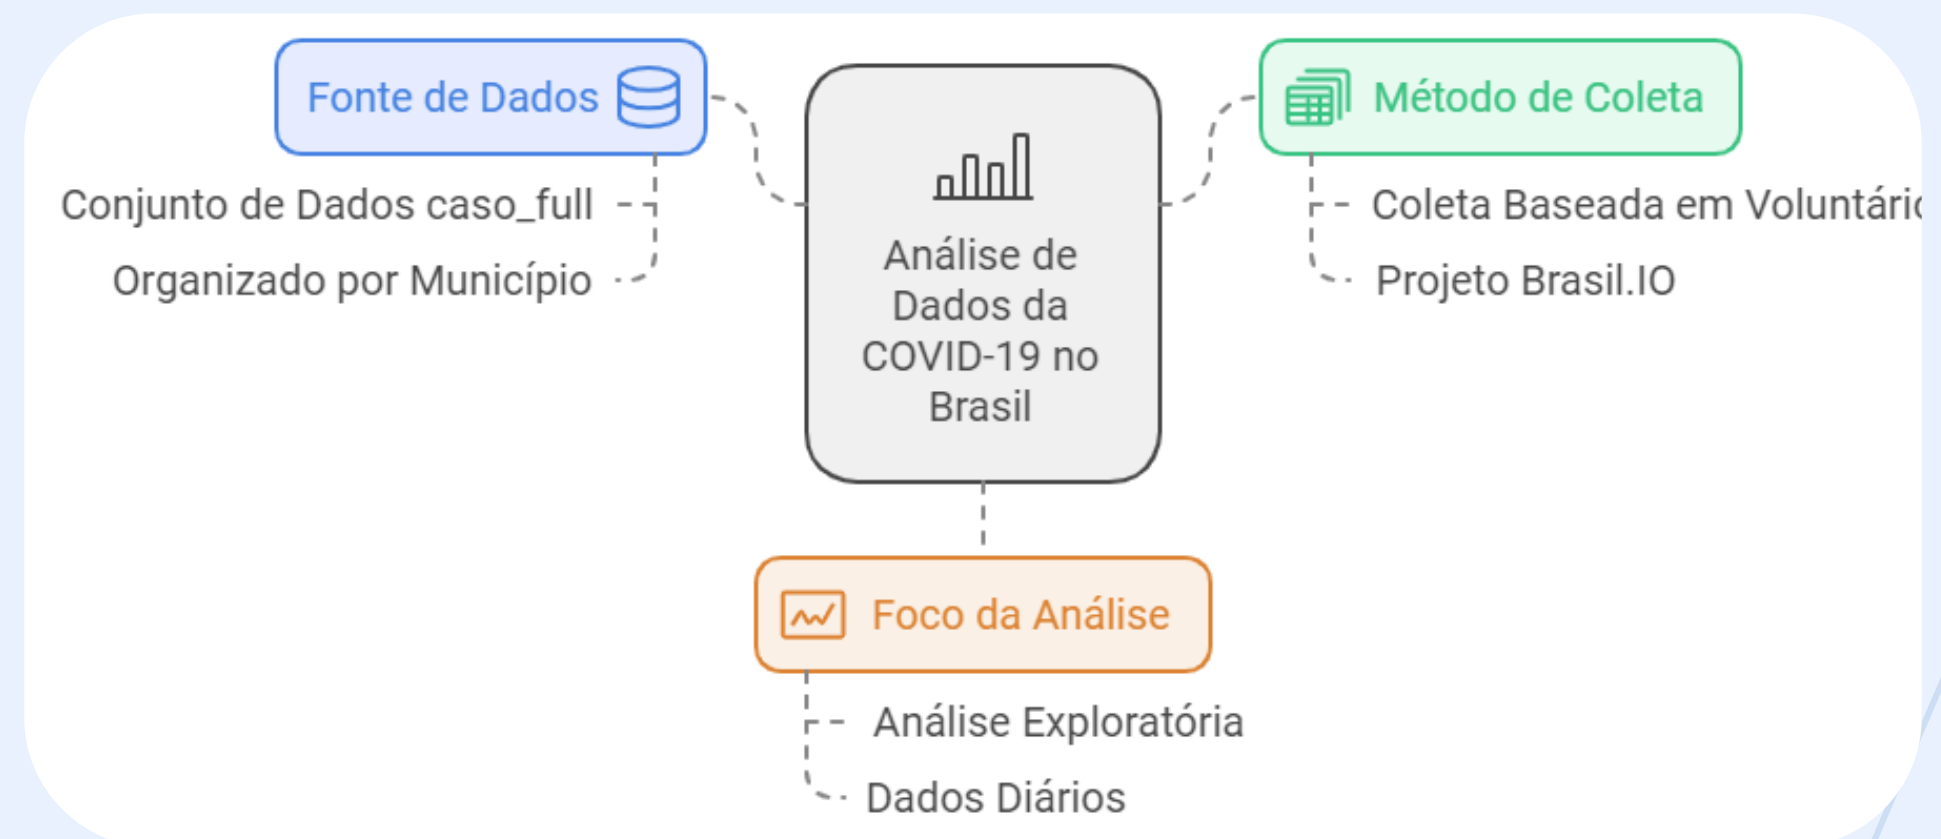 Fonte de Dados
Conjunto de Dados caso_full
Organizado por Município
Análise de
Dados da
COVID-19 no
Brasil
Método de Coleta
Coleta Baseada em Voluntário
Projeto Brasil.IO
Foco da Análise
Análise Exploratória
Dados Diários